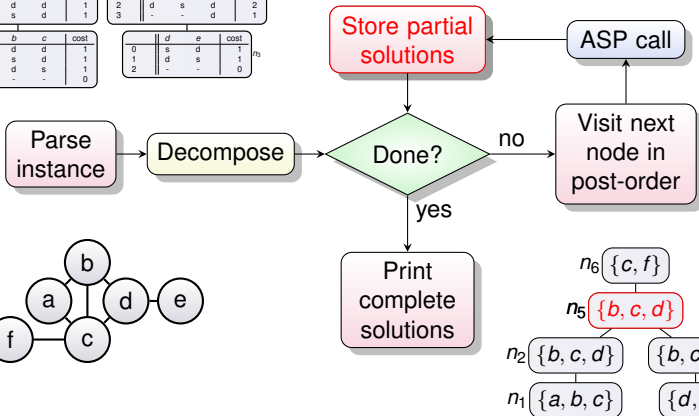 d d 1
s d 1
b c cost
d d 1
s d 1
d s 1
- - 0
2 d s d 2
3 - - d 1
d e cost
0 s d 1
1 d s 1
2 - - 0
n3
Store partial
solutions
ASP call
Parse
instance
Decompose
Done?
no
Visit next
node in
post-order
yes
Print
complete
solutions
b
a
d
e
f
c
n6 {c, f}
n5 {b, c, d}
n2 {b, c, d}
{b, c
n1 {a, b, c}
{d,